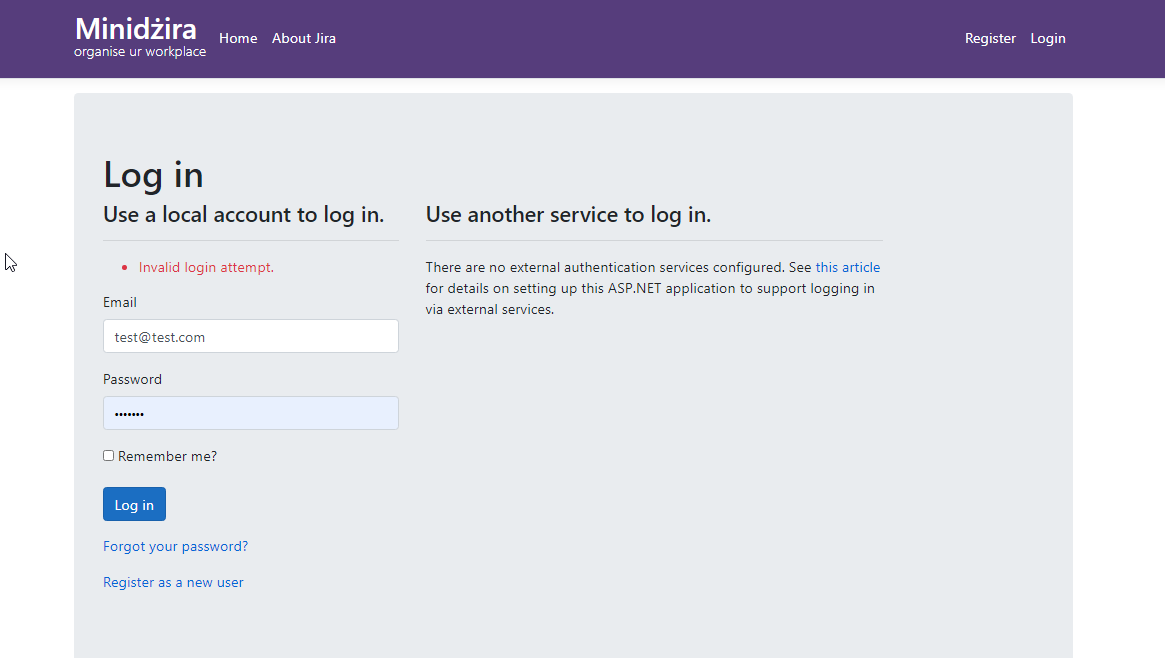 Minidżira
organise ur workplace
Home About Jira
Register Login
Log in
Use a local account to log in.
Invalid login attempt.
Email
test@test.com
Password
•••••••
Remember me?
Log in
Forgot your password?
Register as a new user
Use another service to log in.
There are no external authentication services configured. See this article
for details on setting up this ASP.NET application to support logging in
via external services.